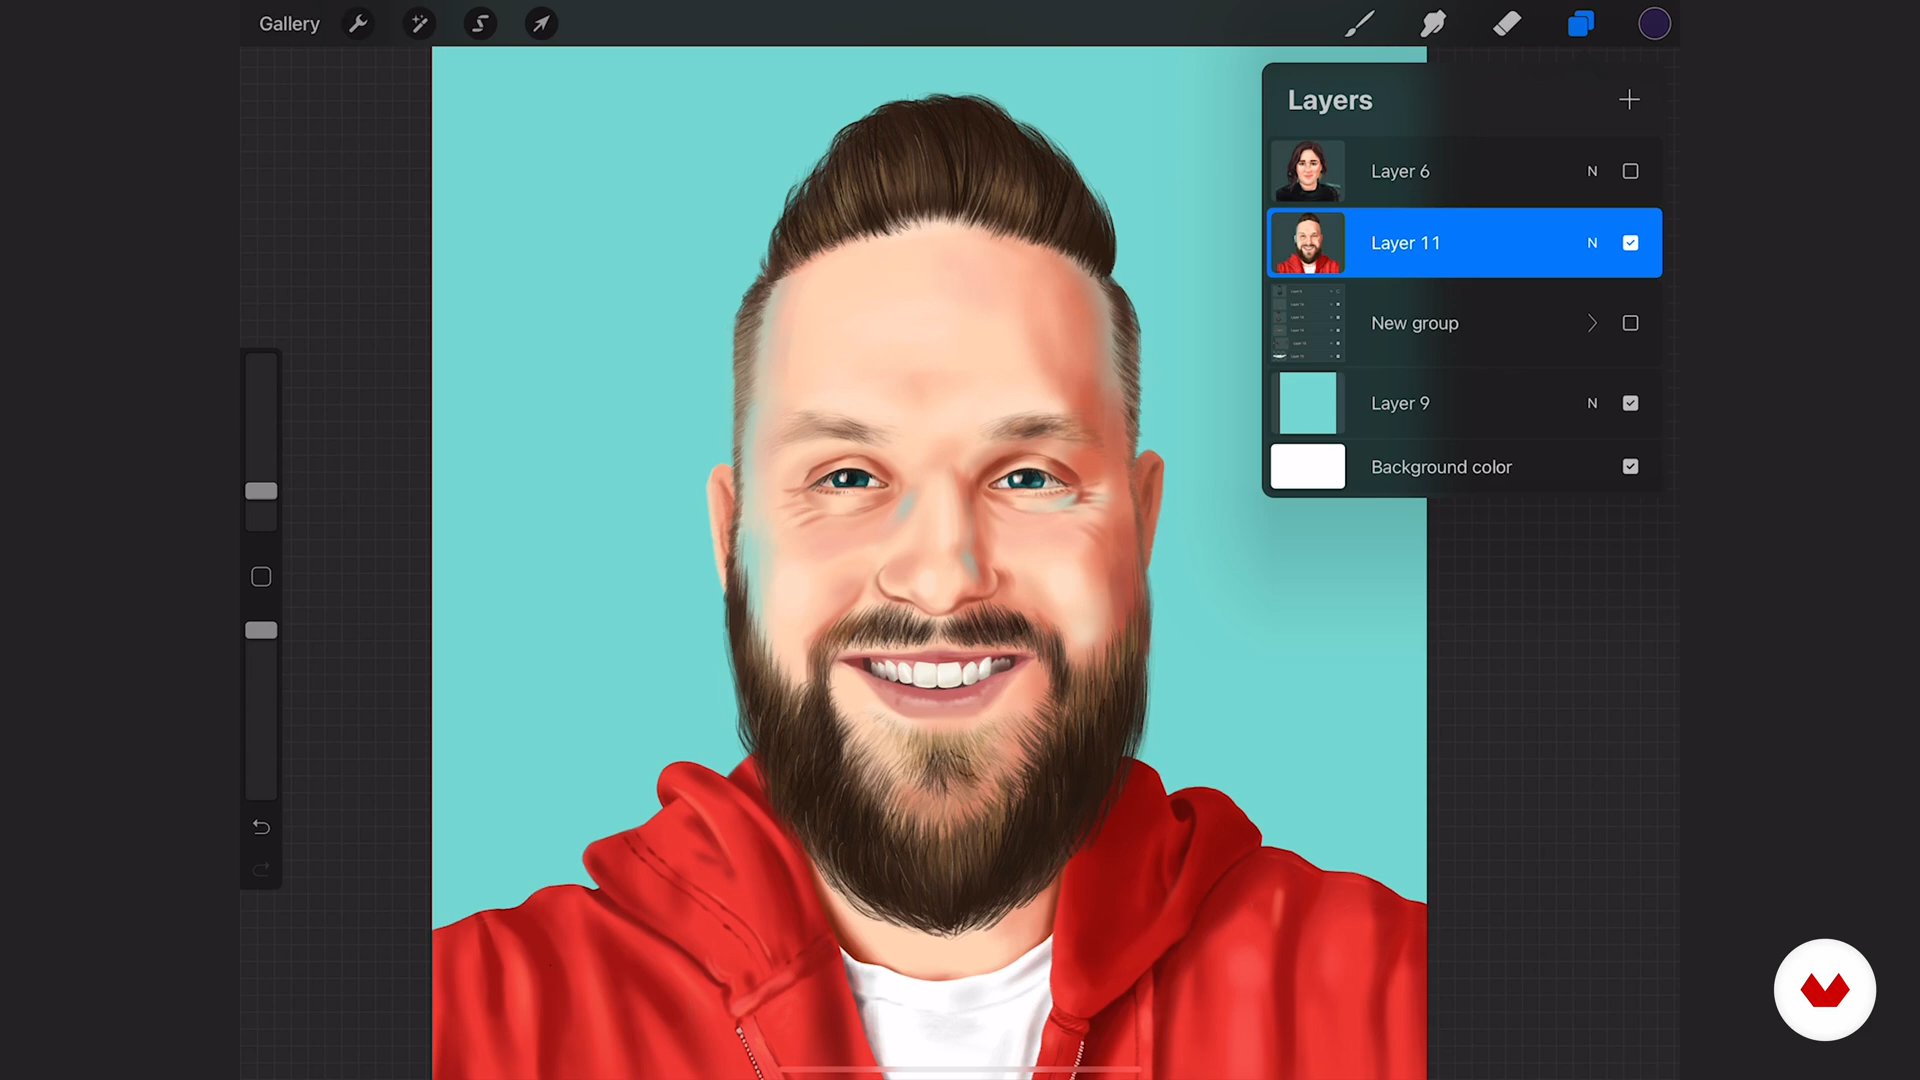 Gallery
Layers
Layer 6 N
Layer 11 N
New group
Layer 9 N
Background color